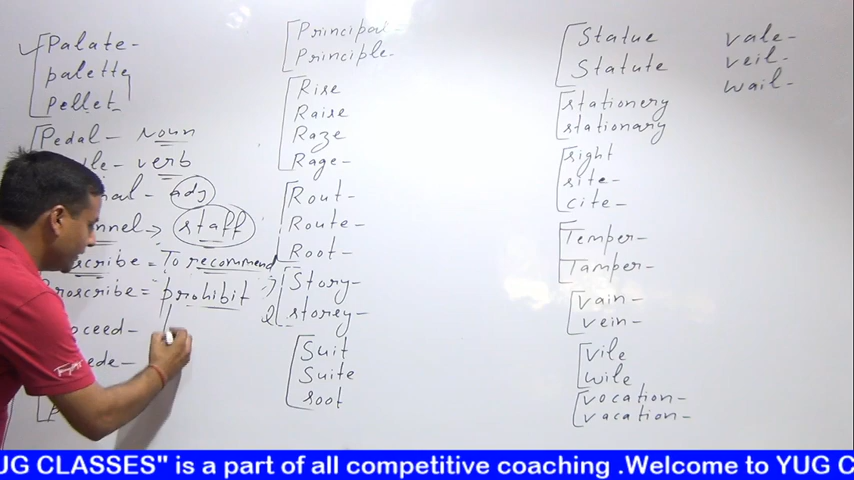 Palate-
palette
pellet
Pedal - noun
- verb
- adj
-> staff
= To recommend
Proscribe = prohibit
Principal-
Principle-
Rise
Raise
Raze
Rage-
Rout-
Route-
Root-
Story-
& storey-
Suit
Suite
soot
Statue
Statute
stationery
stationary
right
site-
cite-
Temper-
Tamper-
vain-
vein-
vile
wile
vocation-
vacation-
vale-
veil-
wail-
UG CLASSES" is a part of all competitive coaching .Welcome to YUG C